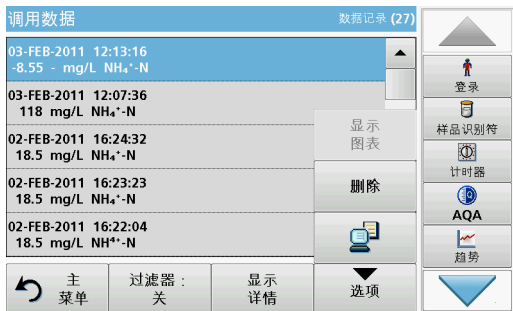 调用数据
数据记录 (27)
03-FEB-2011 12:13:16
-8.55 - mg/L NH₄⁺-N
03-FEB-2011 12:07:36
118 mg/L NH₄⁺-N
02-FEB-2011 16:24:32
18.5 mg/L NH₄⁺-N
02-FEB-2011 16:23:23
18.5 mg/L NH₄⁺-N
02-FEB-2011 16:22:04
18.5 mg/L NH⁴⁺-N
显示
图表
删除
主
菜单
过滤器：
关
显示
详情
选项
登录
样品识别符
计时器
AQA
趋势